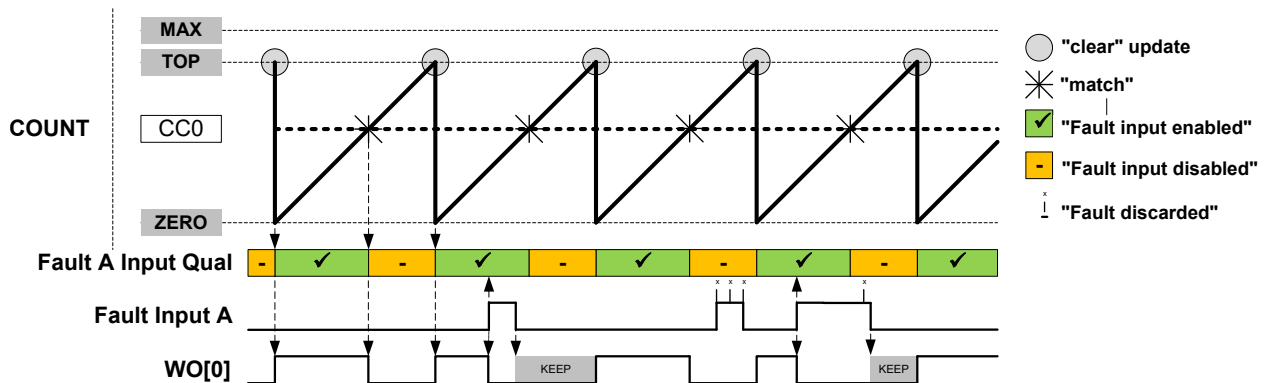 MAX
TOP
COUNT
CC0
ZERO
"clear" update
"match"
"Fault input enabled"
"Fault input disabled"
"Fault discarded"
x
Fault A Input Qual
- ✓ - ✓ - ✓ - ✓ - ✓
x x x x
Fault Input A
WO[0]
KEEP
KEEP